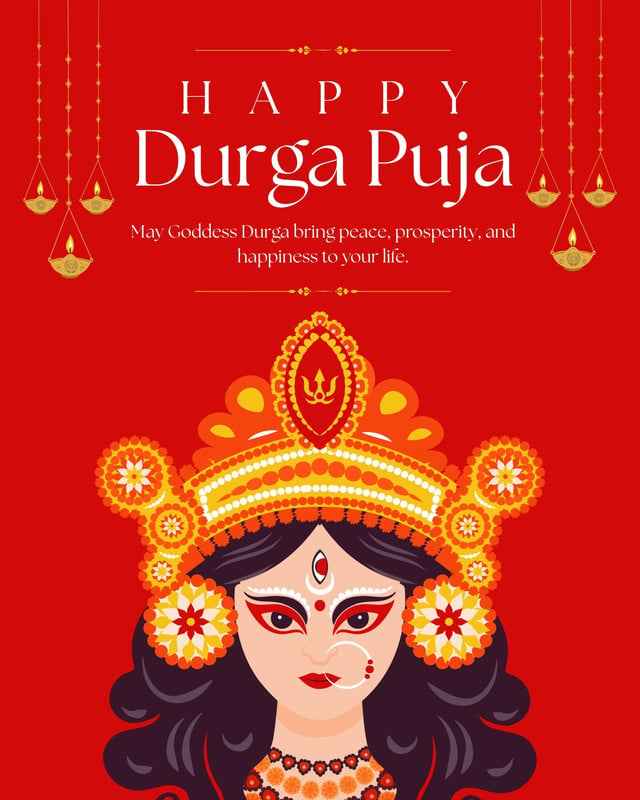 HAPPY
Durga Puja
May Goddess Durga bring peace, prosperity, and
happiness to your life.